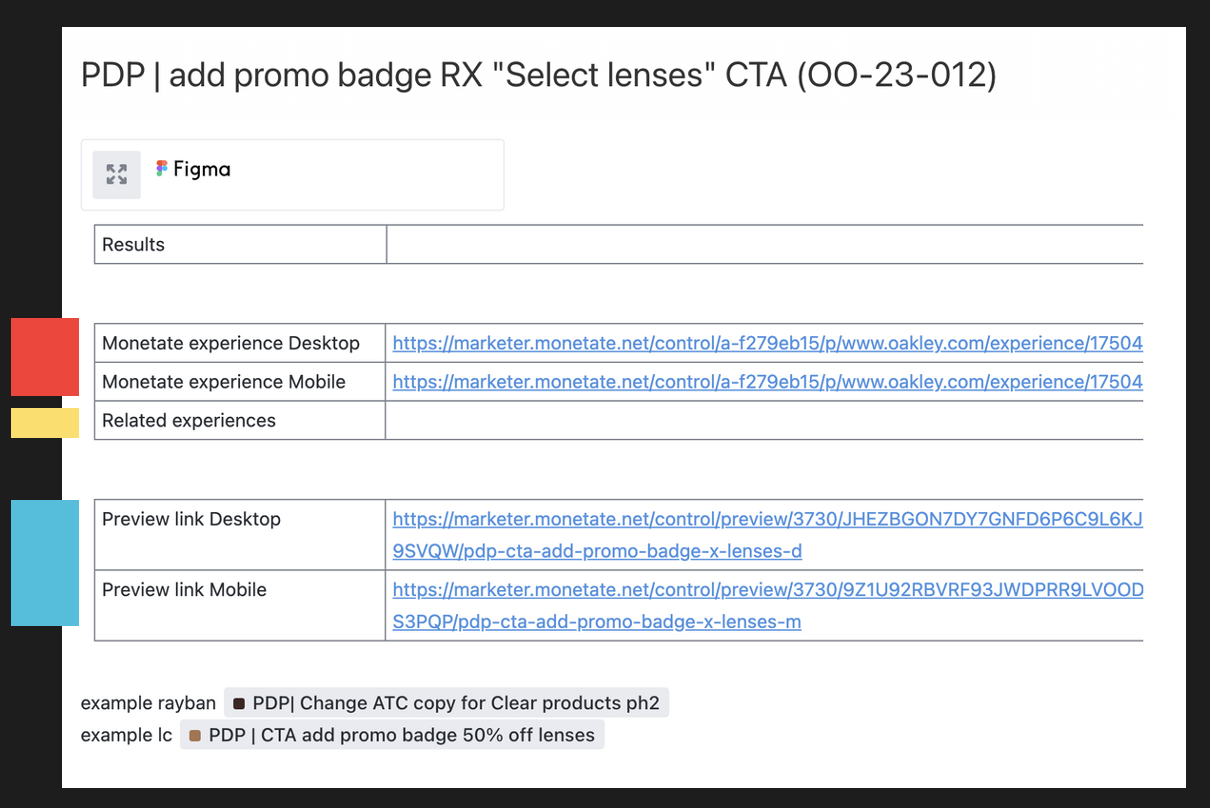 PDP | add promo badge RX "Select lenses" CTA (OO-23-012)
Figma
Results
Monetate experience Desktop https://marketer.monetate.net/control/a-f279eb15/p/www.oakley.com/experience/17504
Monetate experience Mobile https://marketer.monetate.net/control/a-f279eb15/p/www.oakley.com/experience/17504
Related experiences
Preview link Desktop https://marketer.monetate.net/control/preview/3730/JHEZBGON7DY7GNFD6P6C9L6KJ
9SVQW/pdp-cta-add-promo-badge-x-lenses-d
Preview link Mobile https://marketer.monetate.net/control/preview/3730/9Z1U92RBVRF93JWDPRR9LVOOD
S3PQP/pdp-cta-add-promo-badge-x-lenses-m
example rayban PDP| Change ATC copy for Clear products ph2
example lc PDP | CTA add promo badge 50% off lenses